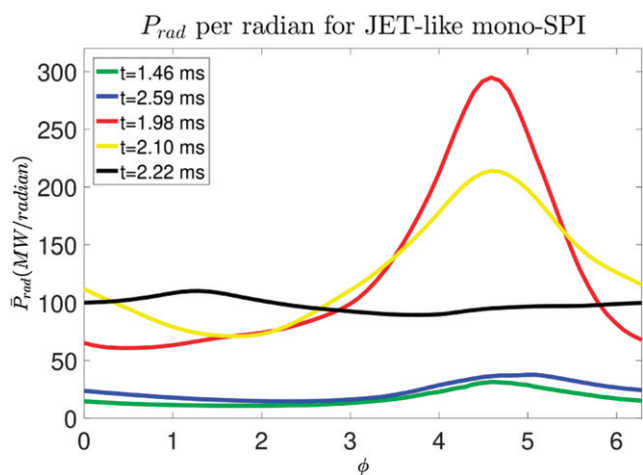 P_rad per radian for JET-like mono-SPI
300
250
200
150
100
50
0
P̄_rad(MW/radian)
t=1.46 ms
t=2.59 ms
t=1.98 ms
t=2.10 ms
t=2.22 ms
0 1 2 3 4 5 6
ϕ